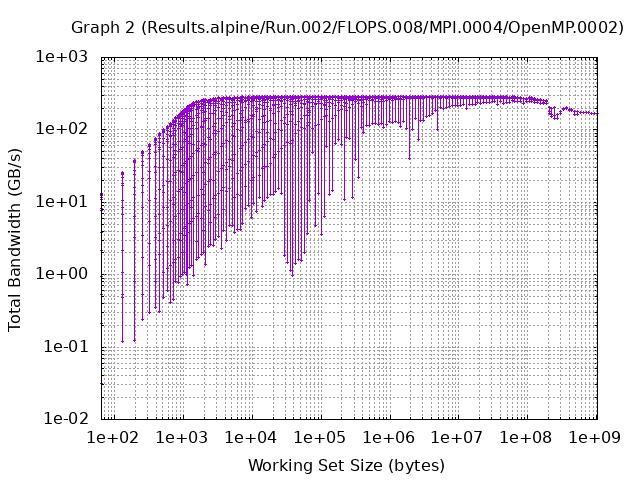 Graph 2 (Results.alpine/Run.002/FLOPS.008/MPI.0004/OpenMP.0002)
1e+03
1e+02
1e+01
1e+00
1e-01
1e-02
Total Bandwidth (GB/s)
1e+02 1e+03 1e+04 1e+05 1e+06 1e+07 1e+08 1e+09
Working Set Size (bytes)